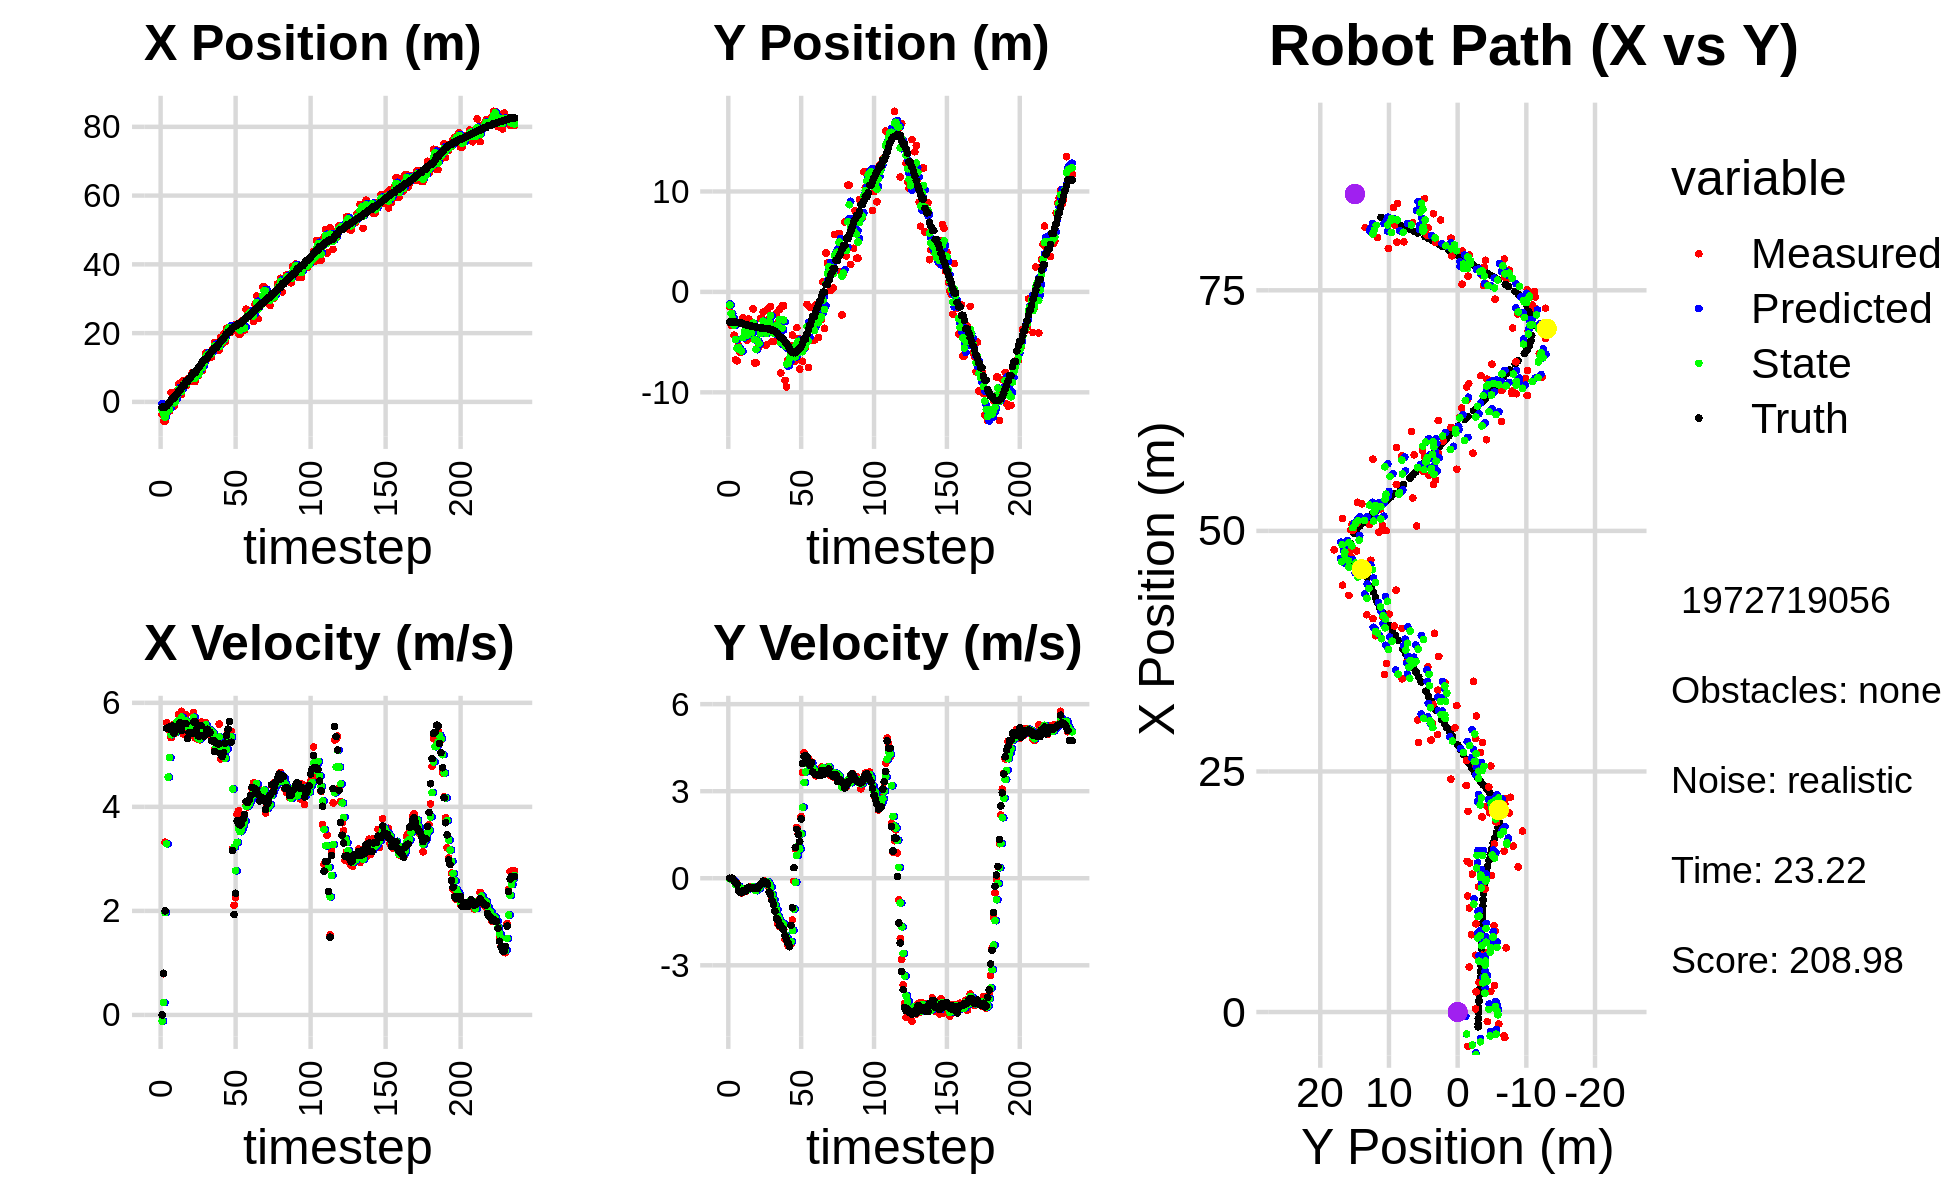 X Position (m)
80
60
40
20
0
0
50
100
150
200
timestep
Y Position (m)
10
0
-10
0
50
100
150
200
timestep
X Velocity (m/s)
6
4
2
0
0
50
100
150
200
timestep
Y Velocity (m/s)
6
3
0
-3
0
50
100
150
200
timestep
Robot Path (X vs Y)
X Position (m)
75
50
25
0
20 10 0 -10 -20
Y Position (m)
variable
Measured
Predicted
State
Truth
1972719056
Obstacles: none
Noise: realistic
Time: 23.22
Score: 208.98